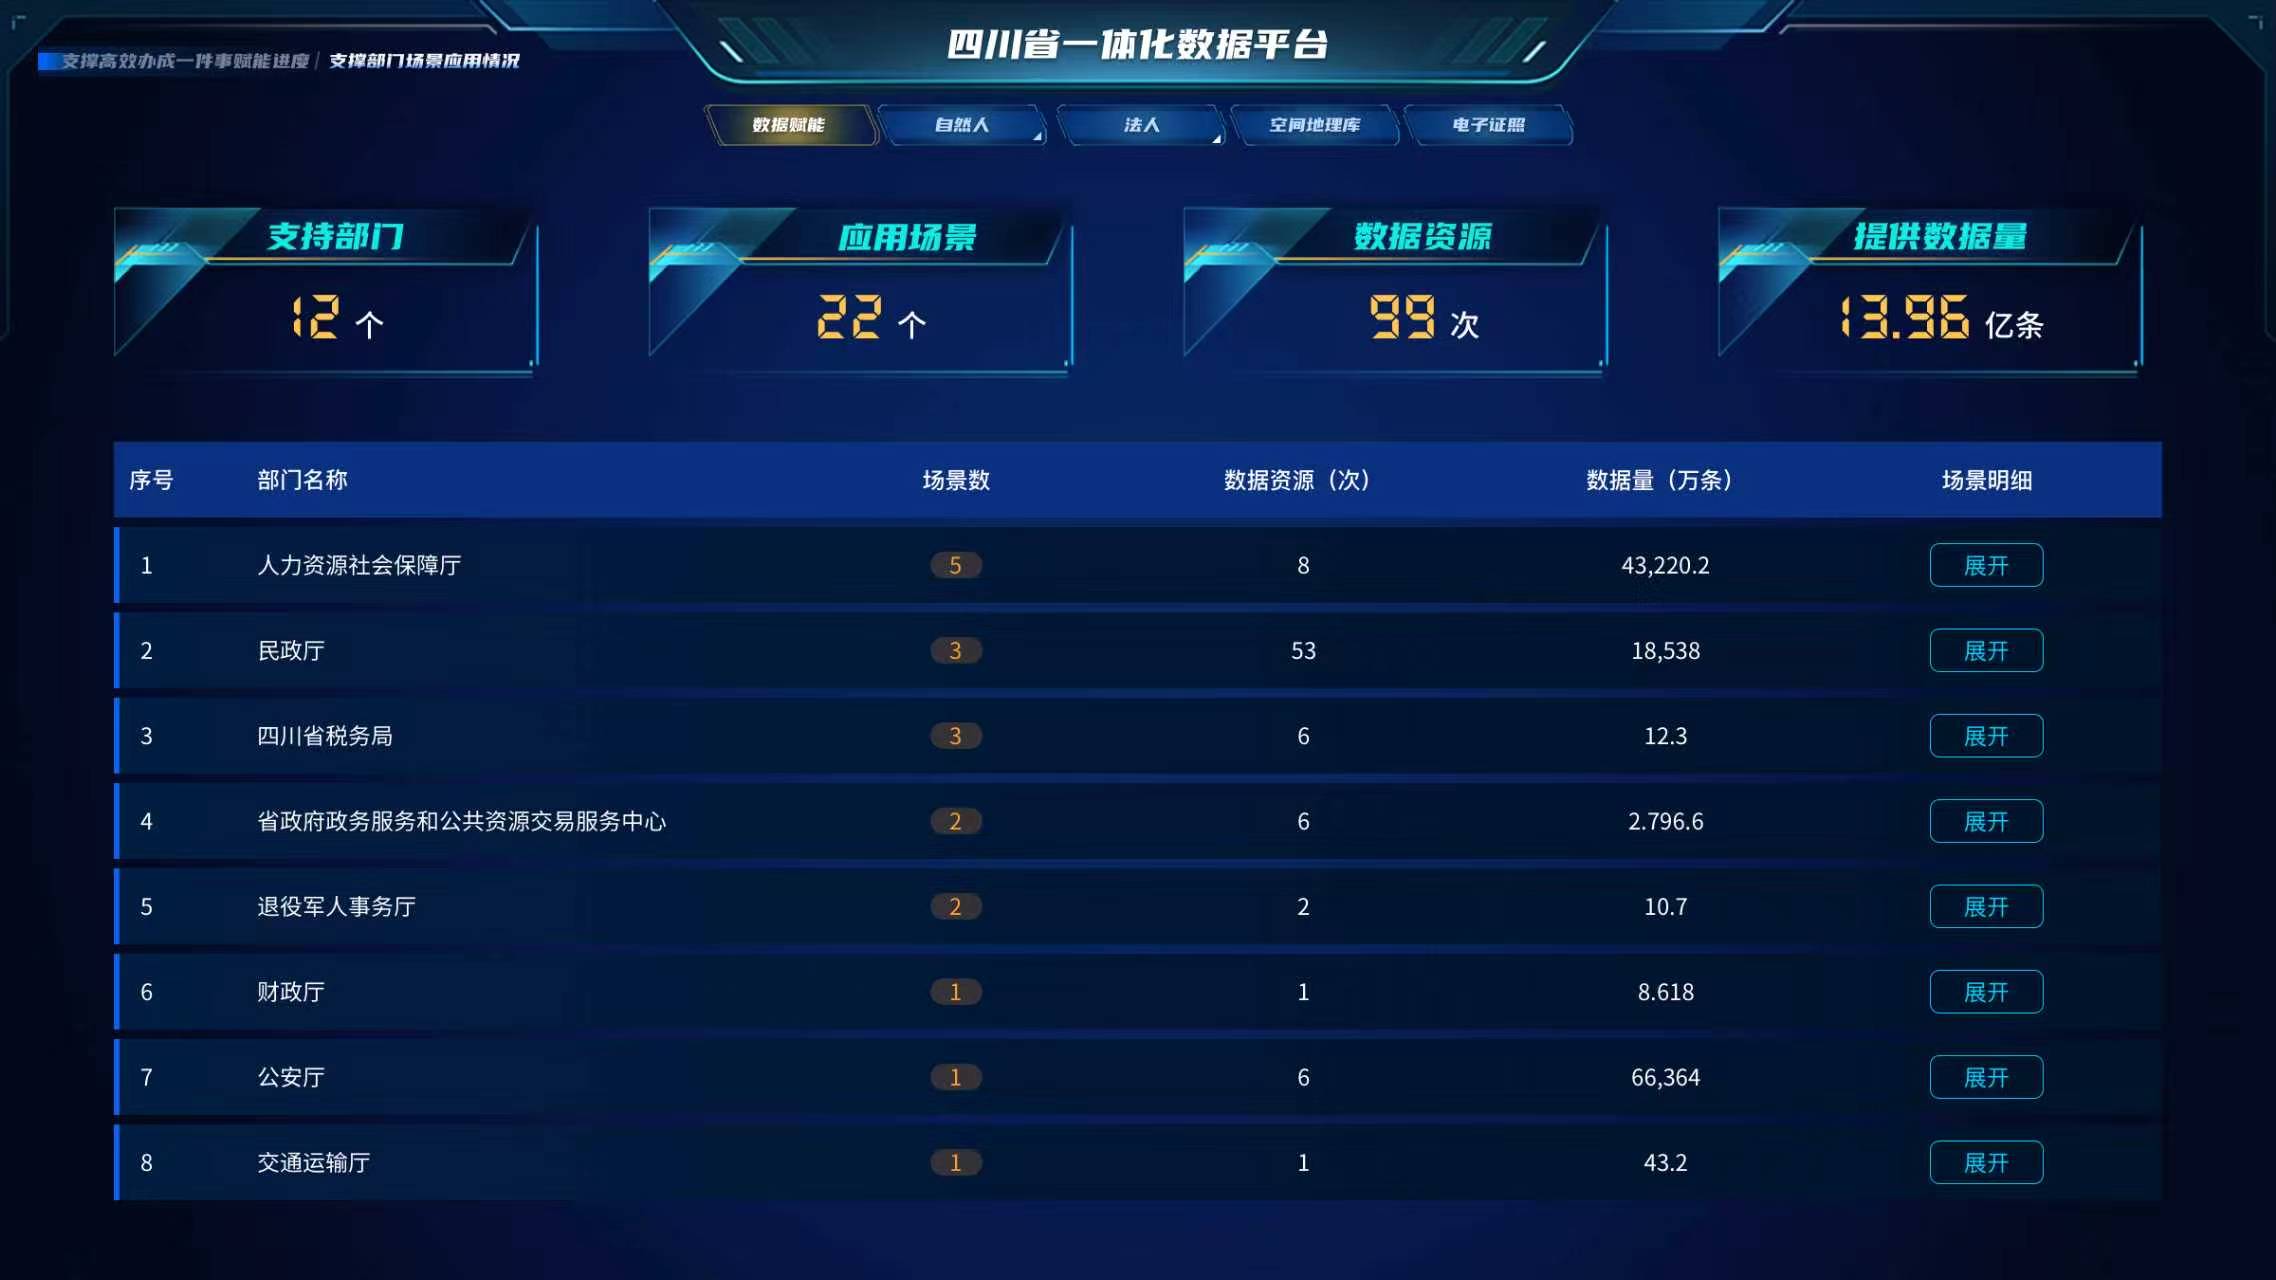 四川省一体化数据平台
支撑高效办成一件事赋能进度 / 支撑部门场景应用情况
数据赋能 自然人 法人 空间地理库 电子证照
支持部门 应用场景 数据资源 提供数据量
12 个 22 个 99 次 13.96 亿条
序号 部门名称 场景数 数据资源（次） 数据量（万条） 场景明细
1 人力资源社会保障厅 5 8 43,220.2 展开
2 民政厅 3 53 18,538 展开
3 四川省税务局 3 6 12.3 展开
4 省政府政务服务和公共资源交易服务中心 2 6 2.796.6 展开
5 退役军人事务厅 2 2 10.7 展开
6 财政厅 1 1 8.618 展开
7 公安厅 1 6 66,364 展开
8 交通运输厅 1 1 43.2 展开